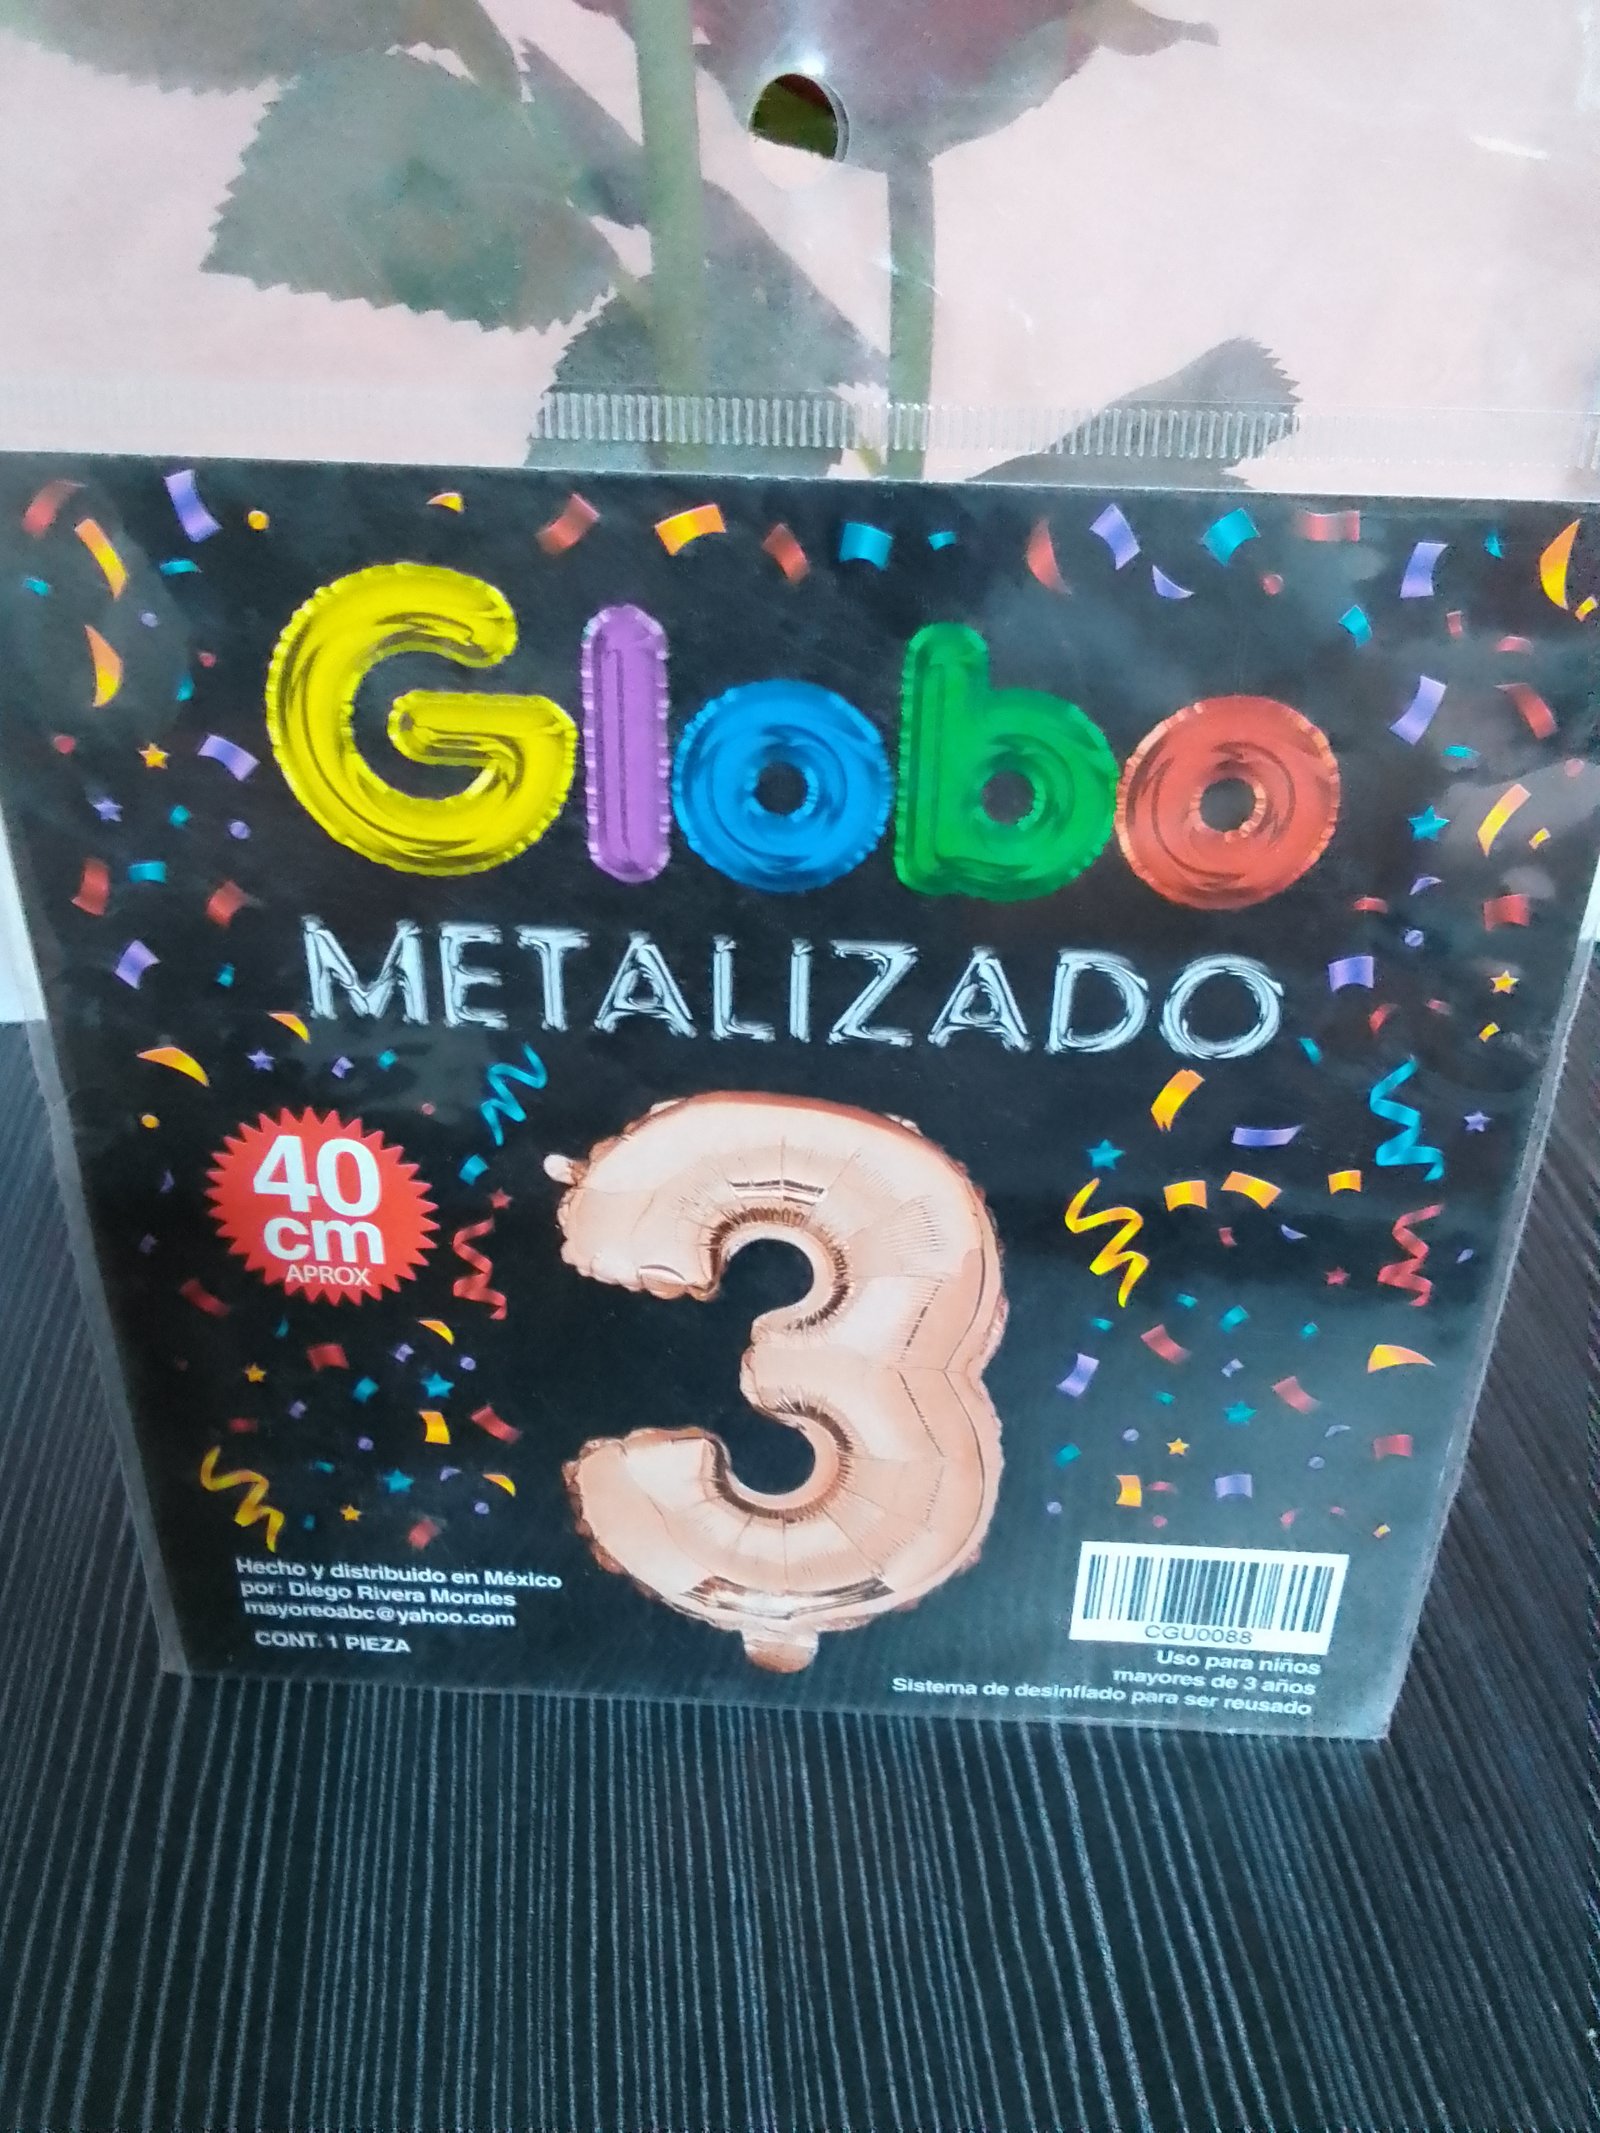 Globo
METALIZADO
40
cm
APROX
3
Hecho y distribuido en México
por: Diego Rivera Morales
mayoreoabc@yahoo.com
CONT. 1 PIEZA
CGU0088
Uso para niños
mayores de 3 años
Sistema de desinflado para ser reusado